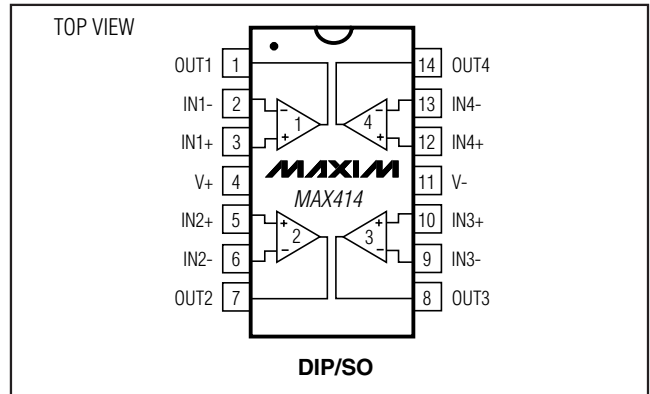 TOP VIEW
OUT1 1 14 OUT4
IN1- 2 - - 13 IN4-
1 4
IN1+ 3 + + 12 IN4+
MAXIM
V+ 4 11 V-
MAX414
IN2+ 5 + + 10 IN3+
2 3
IN2- 6 - - 9 IN3-
OUT2 7 8 OUT3
DIP/SO